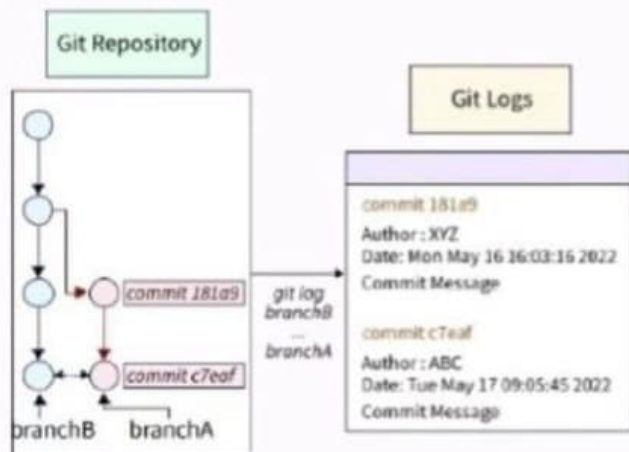 Git Repository
Git Logs
commit 181a9
Author : XYZ
Date: Mon May 16 16:03:16 2022
Commit Message
commit c7eaf
Author : ABC
Date: Tue May 17 09:05:45 2022
Commit Message
commit 181a9
commit c7eaf
git log
branchB
...
branchA
branchB
branchA